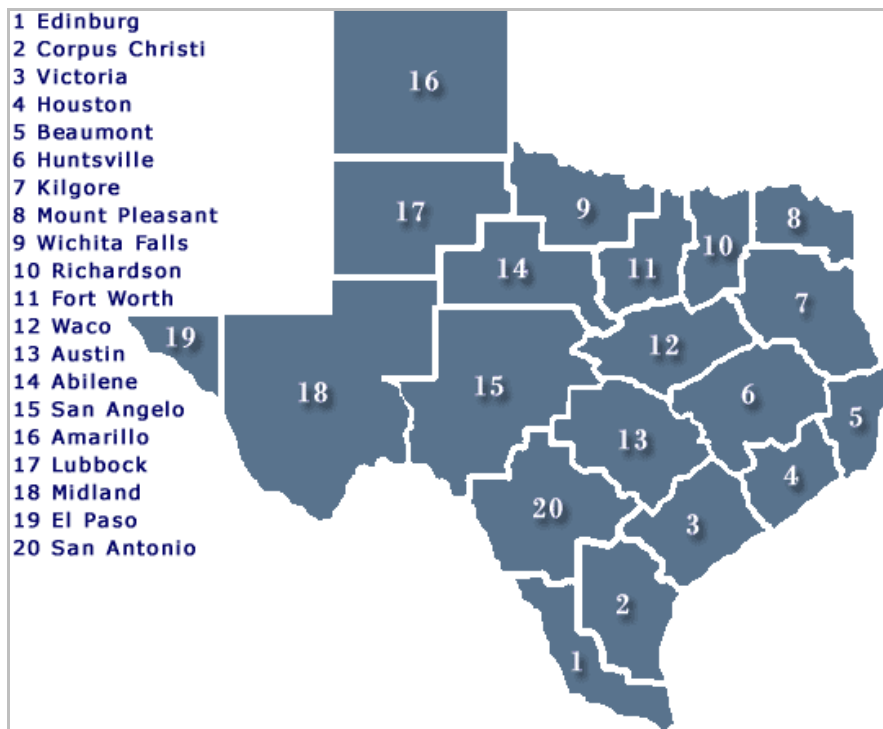 1 Edinburg
2 Corpus Christi
3 Victoria
4 Houston
5 Beaumont
6 Huntsville
7 Kilgore
8 Mount Pleasant
9 Wichita Falls
10 Richardson
11 Fort Worth
12 Waco
13 Austin
14 Abilene
15 San Angelo
16 Amarillo
17 Lubbock
18 Midland
19 El Paso
20 San Antonio
16
17
9
8
10
14
11
7
19
12
18
15
6
5
13
4
20
3
2
1